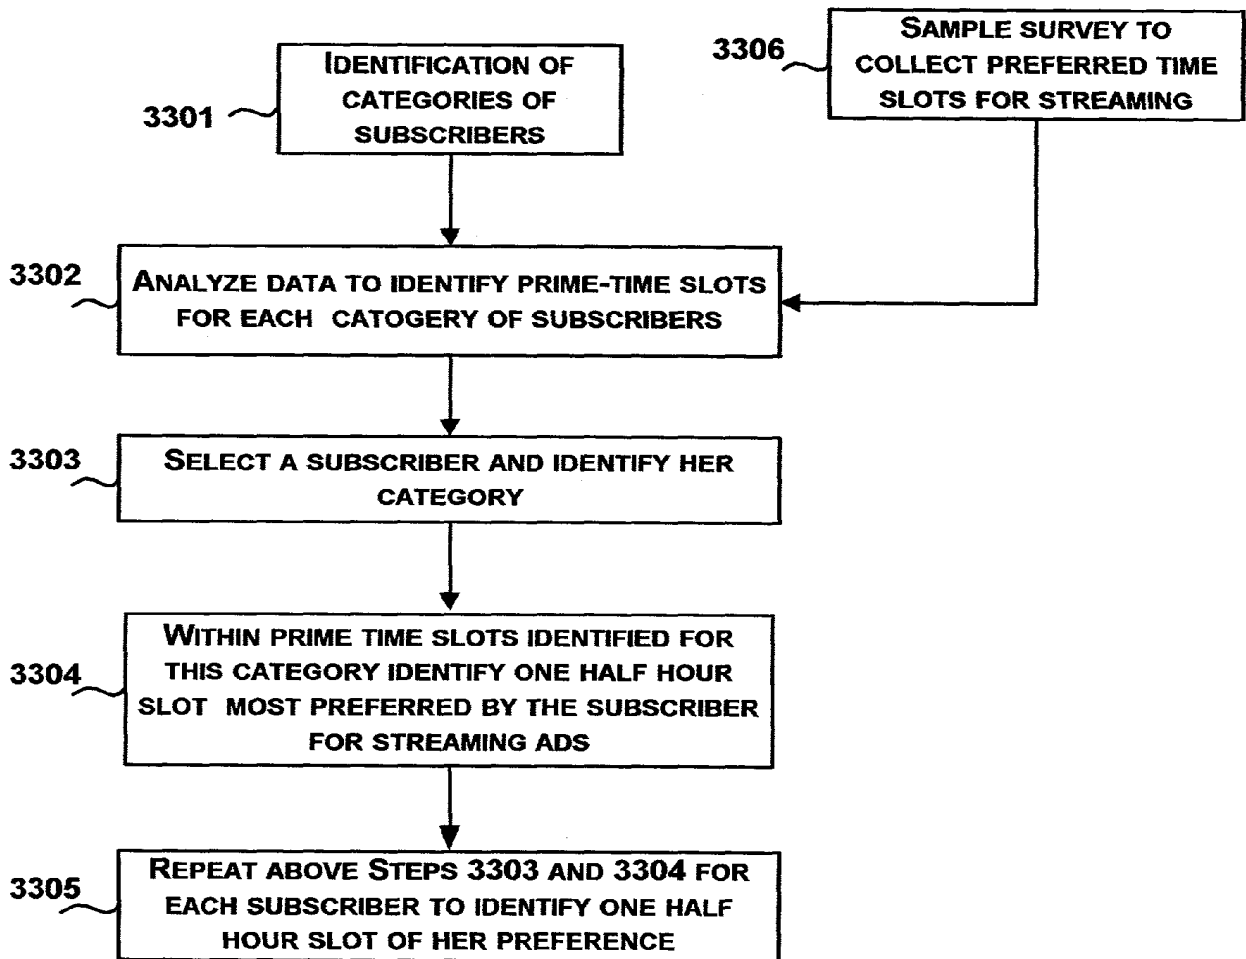 3301
IDENTIFICATION OF
CATEGORIES OF
SUBSCRIBERS
3306
SAMPLE SURVEY TO
COLLECT PREFERRED TIME
SLOTS FOR STREAMING
3302
ANALYZE DATA TO IDENTIFY PRIME-TIME SLOTS
FOR EACH CATOGERY OF SUBSCRIBERS
3303
SELECT A SUBSCRIBER AND IDENTIFY HER
CATEGORY
3304
WITHIN PRIME TIME SLOTS IDENTIFIED FOR
THIS CATEGORY IDENTIFY ONE HALF HOUR
SLOT MOST PREFERRED BY THE SUBSCRIBER
FOR STREAMING ADS
3305
REPEAT ABOVE STEPS 3303 AND 3304 FOR
EACH SUBSCRIBER TO IDENTIFY ONE HALF
HOUR SLOT OF HER PREFERENCE